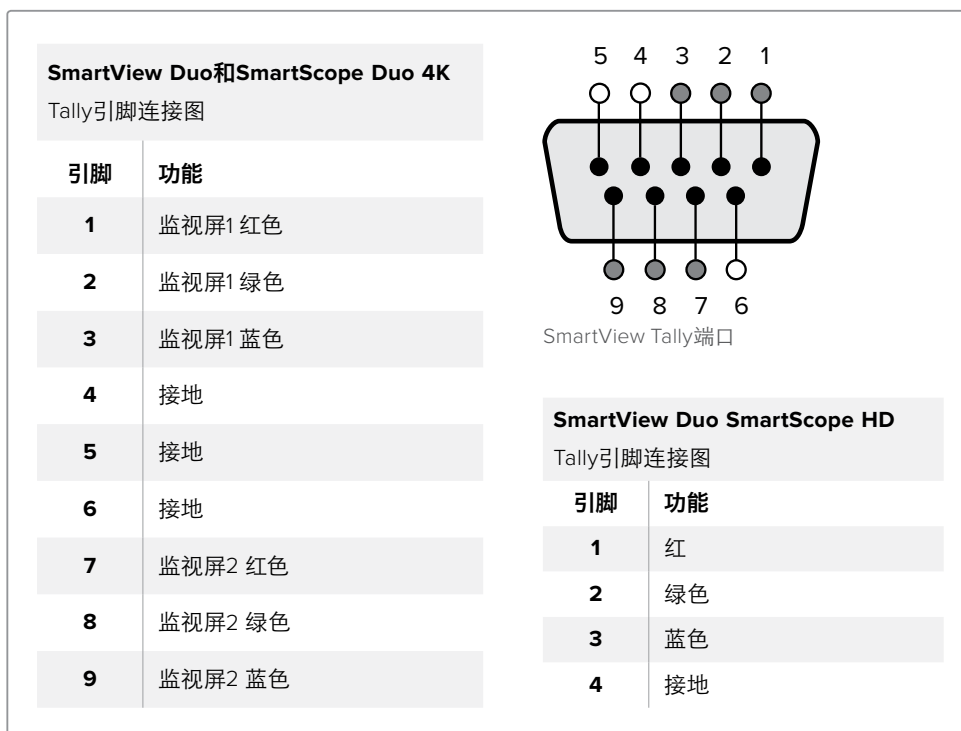 SmartView Duo和SmartScope Duo 4K
Tally引脚连接图
引脚 功能
1 监视屏1 红色
2 监视屏1 绿色
3 监视屏1 蓝色
4 接地
5 接地
6 接地
7 监视屏2 红色
8 监视屏2 绿色
9 监视屏2 蓝色
5 4 3 2 1
9 8 7 6
SmartView Tally端口
SmartView Duo SmartScope HD
Tally引脚连接图
引脚 功能
1 红
2 绿色
3 蓝色
4 接地